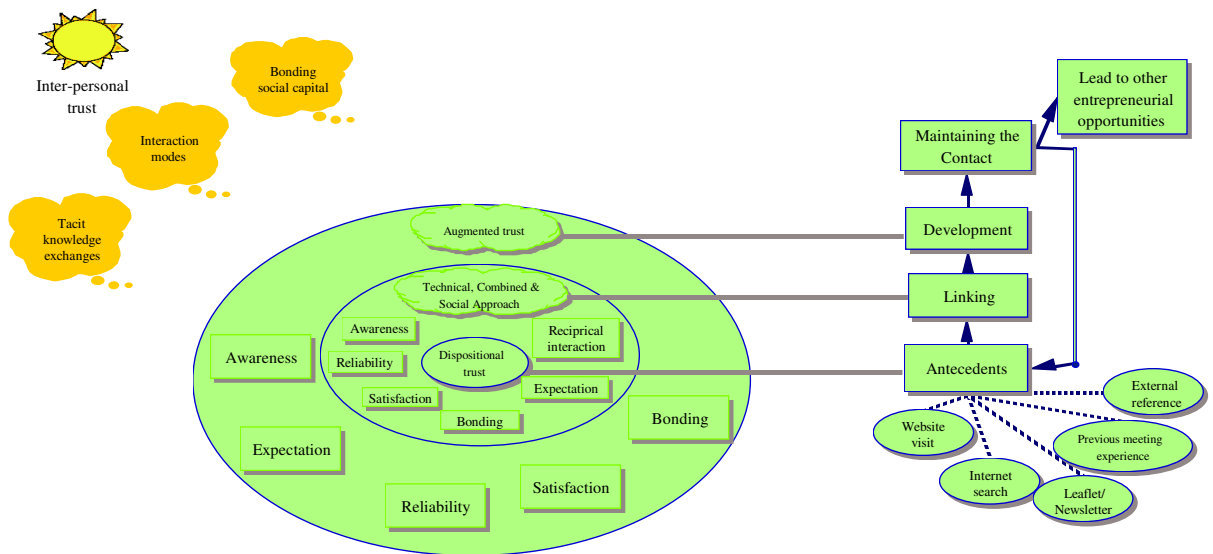 Inter-personal
trust
Bonding
social capital
Interaction
modes
Tacit
knowledge
exchanges
Augmented trust
Technical, Combined &
Social Approach
Awareness
Reciprical
interaction
Reliability
Dispositional
trust
Satisfaction
Expectation
Bonding
Awareness
Expectation
Reliability
Satisfaction
Bonding
Lead to other
entrepreneurial
opportunities
Maintaining the
Contact
Development
Linking
Antecedents
External
reference
Website
visit
Previous meeting
experience
Internet
search
Leaflet/
Newsletter